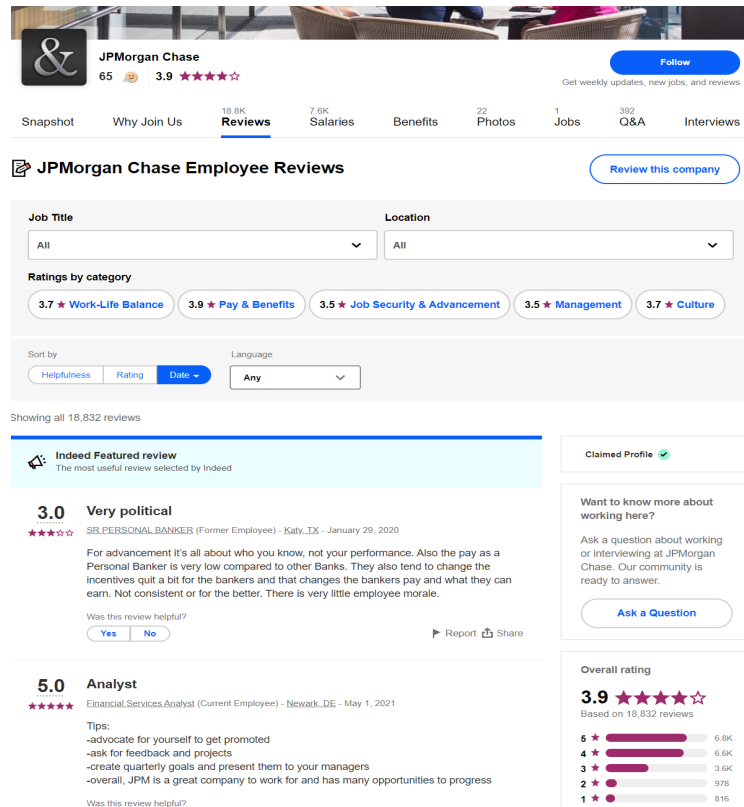 &
JPMorgan Chase
65 3.9
Follow
Get weekly updates, new jobs, and reviews
18.8K 7.6K 22 1 392
Snapshot Why Join Us Reviews Salaries Benefits Photos Jobs Q&A Interviews
JPMorgan Chase Employee Reviews
Review this company
Job Title Location
All All
Ratings by category
3.7 ★ Work-Life Balance 3.9 ★ Pay & Benefits 3.5 ★ Job Security & Advancement 3.5 ★ Management 3.7 ★ Culture
Sort by Language
Helpfulness Rating Date Any
Showing all 18,832 reviews
Indeed Featured review
The most useful review selected by Indeed
3.0 Very political
SR PERSONAL BANKER (Former Employee) - Katy, TX - January 29, 2020
For advancement it's all about who you know, not your performance. Also the pay as a
Personal Banker is very low compared to other Banks. They also tend to change the
incentives quit a bit for the bankers and that changes the bankers pay and what they can
earn. Not consistent or for the better. There is very little employee morale.
Was this review helpful?
Yes No Report Share
5.0 Analyst
Financial Services Analyst (Current Employee) - Newark, DE - May 1, 2021
Tips:
-advocate for yourself to get promoted
-ask for feedback and projects
-create quarterly goals and present them to your managers
-overall, JPM is a great company to work for and has many opportunities to progress
Was this review helpful?
Claimed Profile
Want to know more about
working here?
Ask a question about working
or interviewing at JPMorgan
Chase. Our community is
ready to answer.
Ask a Question
Overall rating
3.9
Based on 18,832 reviews
5 ★ 6.8K
4 ★ 6.6K
3 ★ 3.6K
2 ★ 978
1 ★ 816